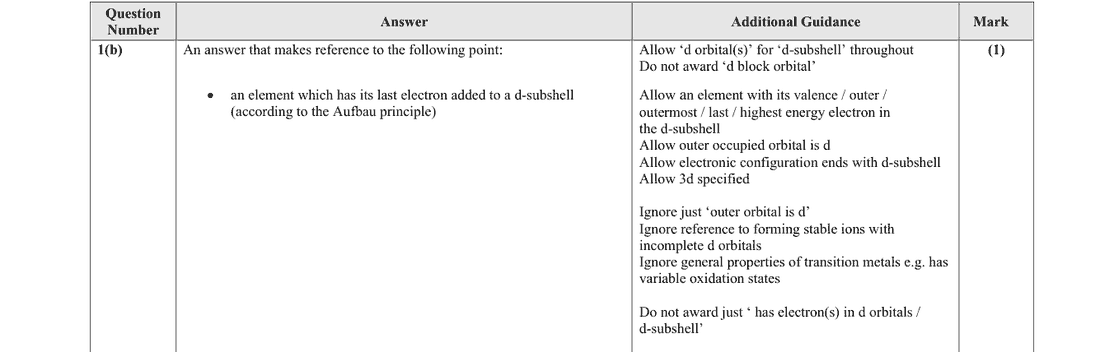 Question Number
Answer
Additional Guidance
Mark
1(b)
An answer that makes reference to the following point:
• an element which has its last electron added to a d-subshell
(according to the Aufbau principle)
Allow ‘d orbital(s)’ for ‘d-subshell’ throughout
Do not award ‘d block orbital’
Allow an element with its valence / outer /
outermost / last / highest energy electron in
the d-subshell
Allow outer occupied orbital is d
Allow electronic configuration ends with d-subshell
Allow 3d specified
Ignore just ‘outer orbital is d’
Ignore reference to forming stable ions with
incomplete d orbitals
Ignore general properties of transition metals e.g. has
variable oxidation states
Do not award just ‘ has electron(s) in d orbitals /
d-subshell’
(1)